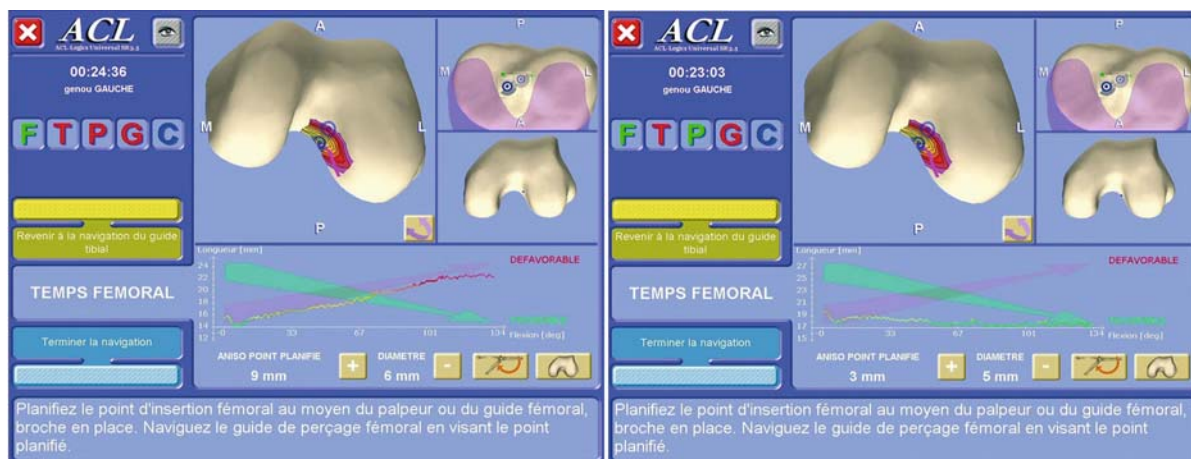 ACL
ACL-Logics Universal
00:24:36
genou GAUCHE
F T P G C
Revenir à la navigation du guide
tibial
TEMPS FEMORAL
Terminer la navigation
A
M
L
P
P
M
L
A
Longueur [mm]
24
22
20
18
16
14
12
DEFAVORABLE
0 33 67 101 134
Flexion [deg]
ANISO POINT PLANIFIE
9 mm
+
DIAMETRE
6 mm
-
Planifiez le point d'insertion fémoral au moyen du palpeur ou du guide fémoral,
broche en place. Naviguez le guide de perçage fémoral en visant le point
planifié.
ACL
ACL-Logics Universal
00:23:03
genou GAUCHE
F T P G C
Revenir à la navigation du guide
tibial
TEMPS FEMORAL
Terminer la navigation
A
M
L
P
P
M
L
A
Longueur [mm]
27
25
23
21
19
17
15
DEFAVORABLE
0 33 67 101 134
Flexion [deg]
ANISO POINT PLANIFIE
3 mm
+
DIAMETRE
5 mm
-
Planifiez le point d'insertion fémoral au moyen du palpeur ou du guide fémoral,
broche en place. Naviguez le guide de perçage fémoral en visant le point
planifié.